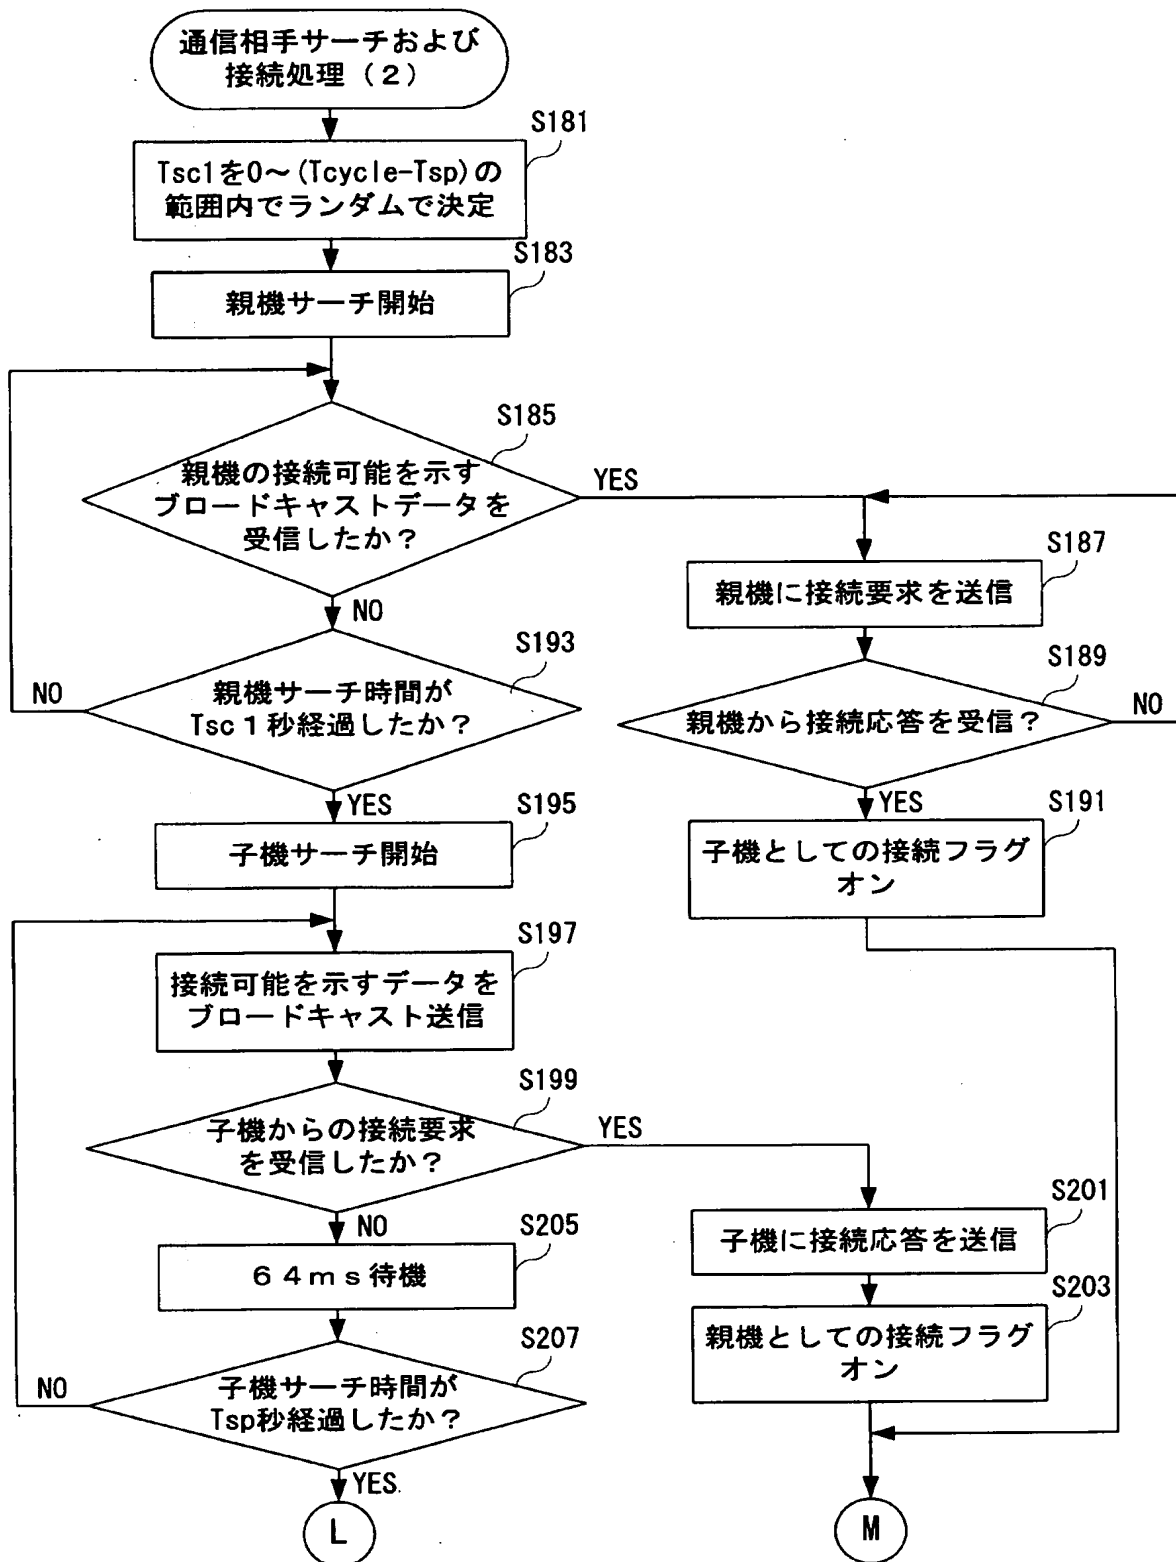 通信相手サーチおよび
接続処理（２）
S181
Tsc1を0～(Tcycle-Tsp)の
範囲内でランダムで決定
S183
親機サーチ開始
S185
親機の接続可能を示す
ブロードキャストデータを
受信したか？
YES
NO
S187
親機に接続要求を送信
S189
親機から接続応答を受信？
NO
YES
S191
子機としての接続フラグ
オン
S193
親機サーチ時間が
Tsc１秒経過したか？
NO
YES
S195
子機サーチ開始
S197
接続可能を示すデータを
ブロードキャスト送信
S199
子機からの接続要求
を受信したか？
YES
NO
S201
子機に接続応答を送信
S203
親機としての接続フラグ
オン
S205
６４ｍｓ待機
S207
子機サーチ時間が
Tsp秒経過したか？
NO
YES
L
M